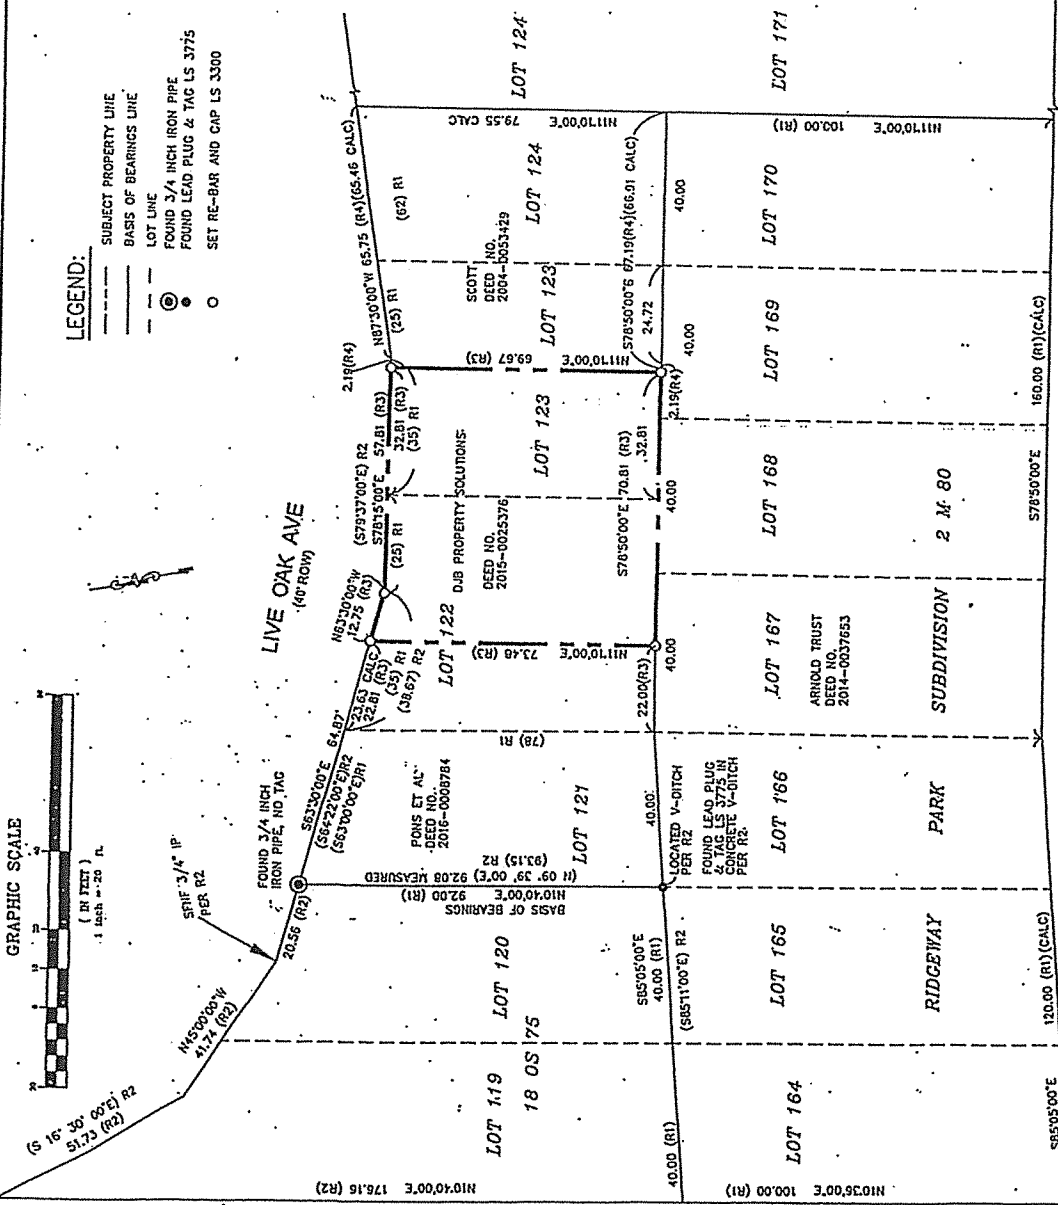 LEGEND:
SUBJECT PROPERTY LINE
BASIS OF BEARINGS LINE
LOT LINE
FOUND 3/4 INCH IRON PIPE
FOUND LEAD PLUG & TAG LS 3775
SET RE-BAR AND CAP LS 3300
GRAPHIC SCALE
( IN FEET )
1 inch = 20 ft.
LIVE OAK AVE
(40' ROW)
LOT 124
LOT 171
N11°10'00"E 79.55 CALC
N11°10'00"E 100.00 (R1)
N87°30'00"W 65.75 (R4)(65.46 CALC)
(62) R1
(25) R1
LOT 124
SCOTT
DEED NO.
2004-0053429
LOT 123
S78°50'00"E 67.19(R4)(66.91 CALC)
24.72
40.00
LOT 170
40.00
LOT 169
160.00 (R1)(CALC)
2.19(R4)
N11°10'00"E 69.67 (R3)
2.19(R4)
(S79°37'00"E) R2
S78°15'00"E 57.81 (R3)
32.81 (R3)
(35) R1
(25) R1
LOT 123
DJB PROPERTY SOLUTIONS
DEED NO.
2015-0025376
S78°50'00"E 70.81 (R3)
32.81
40.00
LOT 168
2 M 80
S78°50'00"E
N63°30'00"W
12.75 (R3)
LOT 122
N11°10'00"E 73.48 (R3)
40.00
LOT 167
ARNOLD TRUST
DEED NO.
2014-0037653
SUBDIVISION
23.63 CALC)
22.81 (R3)
(35) R1
(38.67) R2
22.00(R3)
(78) R1
S63°30'00"E 64.87'
(S64°22'00"E)R2
(S63°00'00"E)R1
FOUND 3/4 INCH
IRON PIPE, NO TAG
PONS ET AL
DEED NO.
2016-0008784
LOT 121
40.00
LOCATED V-DITCH
PER R2
FOUND LEAD PLUG
& TAG LS 3775 IN
CONCRETE V-DITCH
PER R2.
LOT 166
PARK
(N 09° 39' 00"E) 92.08 MEASURED
(93.15) R2
N10°40'00"E 92.00 (R1)
BASIS OF BEARINGS
SFNF 3/4" IP
PER R2
20.56 (R2)
LOT 120
S85°05'00"E
40.00 (R1)
(S85°11'00"E) R2
LOT 165
RIDGEWAY
120.00 (R1)(CALC)
N45°00'00"W
41.74 (R2)
LOT 119
18 OS 75
(S 16° 30' 00"E) R2
51.73 (R2)
N10°40'00"E 176.16 (R2)
40.00 (R1)
LOT 164
N10°36'00"E 100.00 (R1)
S85°05'00"E